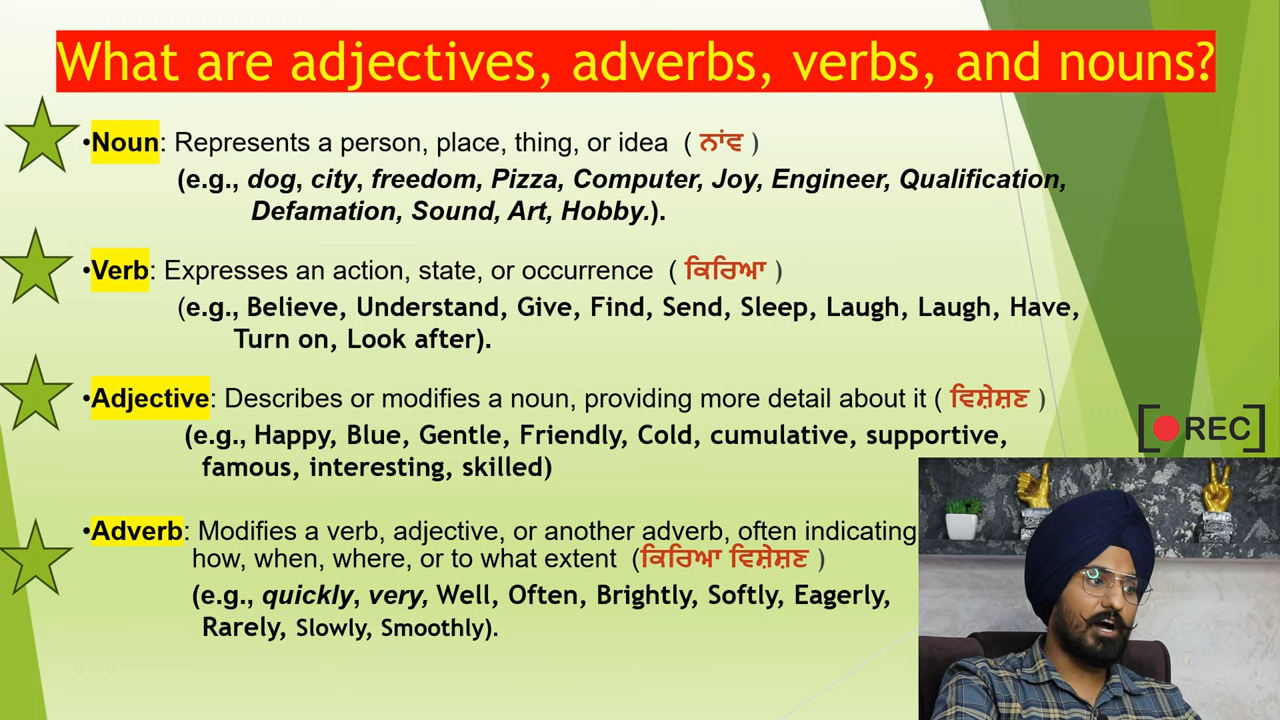 What are adjectives, adverbs, verbs, and nouns?
•Noun: Represents a person, place, thing, or idea ( ਨਾਂਵ )
(e.g., dog, city, freedom, Pizza, Computer, Joy, Engineer, Qualification,
Defamation, Sound, Art, Hobby.).
•Verb: Expresses an action, state, or occurrence ( ਕਿਰਿਆ )
(e.g., Believe, Understand, Give, Find, Send, Sleep, Laugh, Laugh, Have,
Turn on, Look after).
•Adjective: Describes or modifies a noun, providing more detail about it ( ਵਿਸ਼ੇਸ਼ਣ )
(e.g., Happy, Blue, Gentle, Friendly, Cold, cumulative, supportive,
famous, interesting, skilled)
REC
•Adverb: Modifies a verb, adjective, or another adverb, often indicating
how, when, where, or to what extent (ਕਿਰਿਆ ਵਿਸ਼ੇਸ਼ਣ )
(e.g., quickly, very, Well, Often, Brightly, Softly, Eagerly,
Rarely, Slowly, Smoothly).